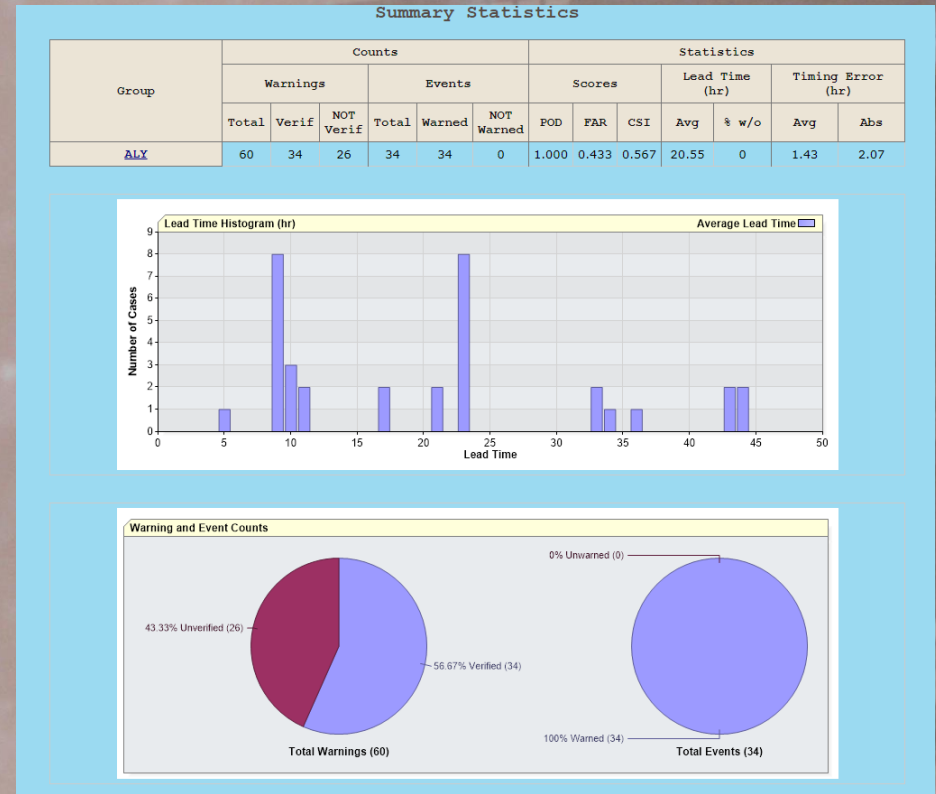 Summary Statistics
Counts Statistics
Group Warnings Events Scores Lead Time (hr) Timing Error (hr)
Total Verif NOT Verif Total Warned NOT Warned POD FAR CSI Avg % w/o Avg Abs
ALY 60 34 26 34 34 0 1.000 0.433 0.567 20.55 0 1.43 2.07
Lead Time Histogram (hr) Average Lead Time
Number of Cases
9
8
7
6
5
4
3
2
1
0
0 5 10 15 20 25 30 35 40 45 50
Lead Time
Warning and Event Counts
0% Unwarned (0)
43.33% Unverified (26)
56.67% Verified (34)
100% Warned (34)
Total Warnings (60) Total Events (34)